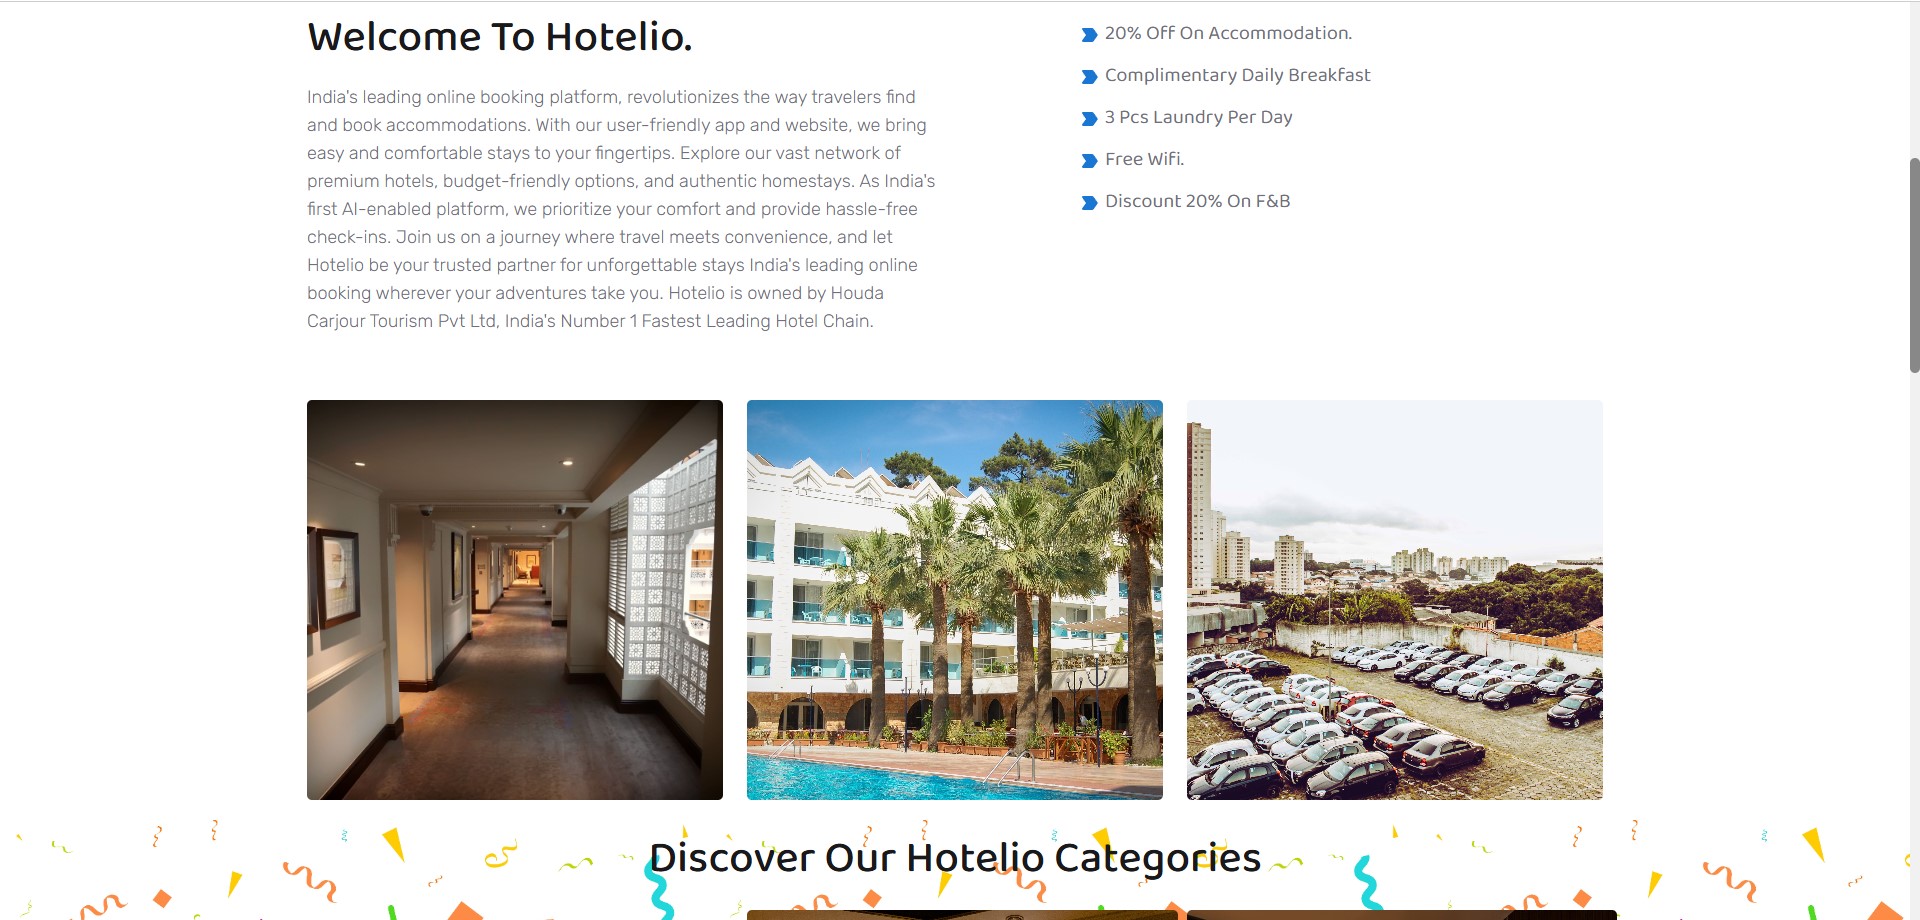 Welcome To Hotelio.
India's leading online booking platform, revolutionizes the way travelers find
and book accommodations. With our user-friendly app and website, we bring
easy and comfortable stays to your fingertips. Explore our vast network of
premium hotels, budget-friendly options, and authentic homestays. As India's
first AI-enabled platform, we prioritize your comfort and provide hassle-free
check-ins. Join us on a journey where travel meets convenience, and let
Hotelio be your trusted partner for unforgettable stays India's leading online
booking wherever your adventures take you. Hotelio is owned by Houda
Carjour Tourism Pvt Ltd, India's Number 1 Fastest Leading Hotel Chain.
20% Off On Accommodation.
Complimentary Daily Breakfast
3 Pcs Laundry Per Day
Free Wifi.
Discount 20% On F&B
Discover Our Hotelio Categories